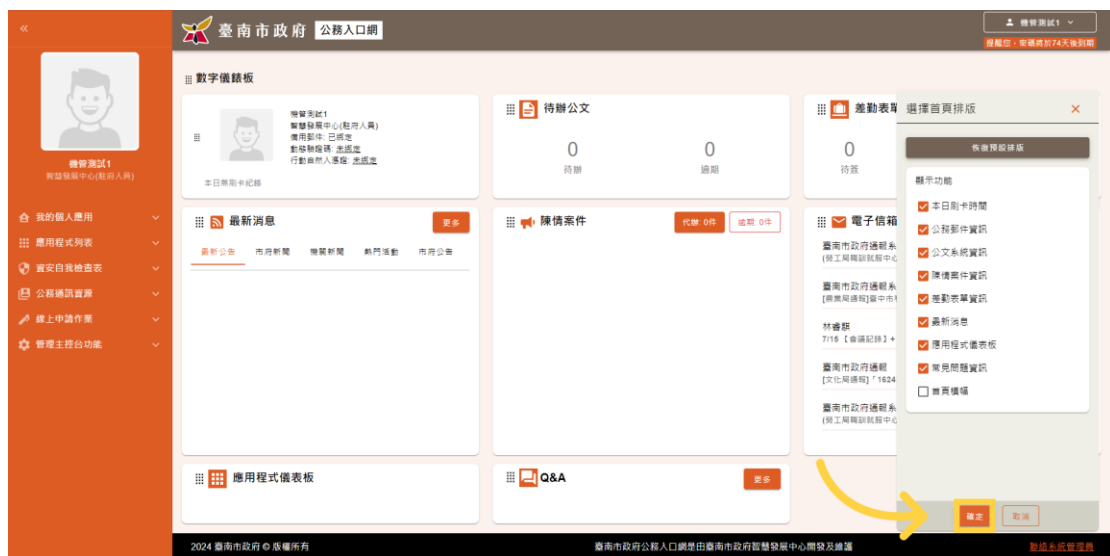 臺南市政府 公務入口網
機管測試1
提醒您,密碼將於74天後到期
機管測試1
智慧發展中心(駐府人員)
我的個人應用
應用程式列表
資安自我檢查表
公務通訊資源
線上申請作業
管理主控台功能
數字儀錶板
機管測試1
智慧發展中心(駐府人員)
備用郵件: 已綁定
動態驗證碼: 未綁定
行動自然人憑證: 未綁定
本日無刷卡紀錄
待辦公文
0 0
待辦 逾期
差勤表單
0
待簽
最新消息 更多
最新公告 市府新聞 機關新聞 熱門活動 市府公告
陳情案件 代辦: 0件 逾期: 0件
電子信箱
臺南市政府通報系
(勞工局職訓就服中心
臺南市政府通報系
[農業局通報]臺中市
林睿騏
7/15 【會議記錄】+
臺南市政府通報
[文化局通報]「1624
臺南市政府通報系
(勞工局職訓就服中心
應用程式儀表板
Q&A 更多
選擇首頁排版
恢復預設排版
顯示功能
本日刷卡時間
公務郵件資訊
公文系統資訊
陳情案件資訊
差勤表單資訊
最新消息
應用程式儀表板
常見問題資訊
首頁橫幅
確定 取消
2024 臺南市政府 © 版權所有
臺南市政府公務入口網是由臺南市政府智慧發展中心開發及維護
聯絡系統管理員